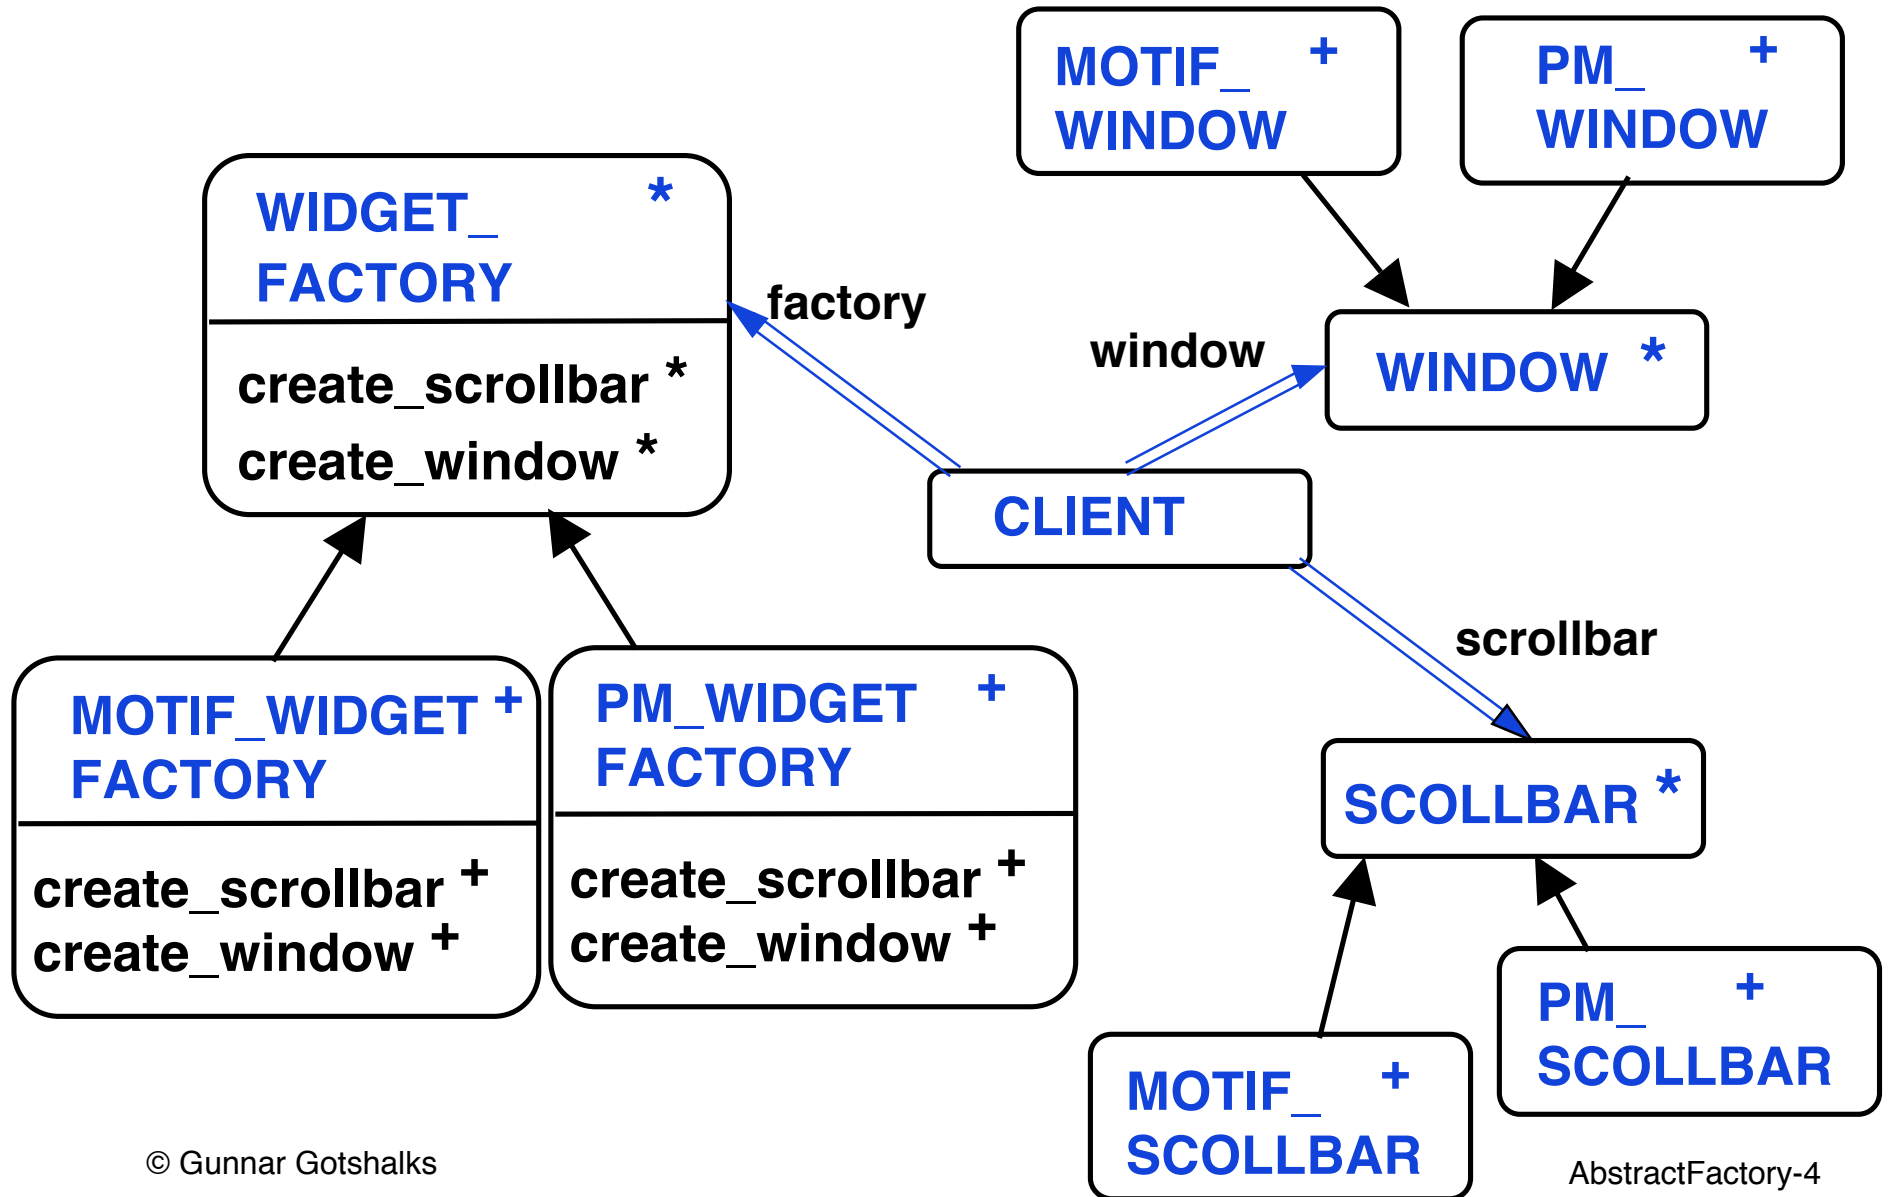 MOTIF_ +
WINDOW
PM_ +
WINDOW
WIDGET_ *
FACTORY
create_scrollbar *
create_window *
factory
window
WINDOW *
CLIENT
scrollbar
MOTIF_WIDGET +
FACTORY
create_scrollbar +
create_window +
PM_WIDGET +
FACTORY
create_scrollbar +
create_window +
SCOLLBAR *
MOTIF_ +
SCOLLBAR
PM_ +
SCOLLBAR
© Gunnar Gotshalks
AbstractFactory-4